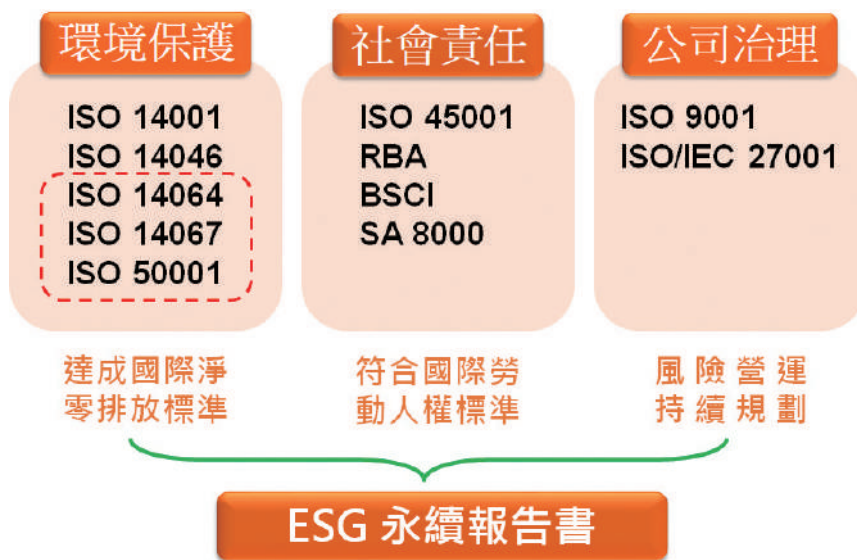 環境保護
ISO 14001
ISO 14046
ISO 14064
ISO 14067
ISO 50001
達成國際淨
零排放標準
社會責任
ISO 45001
RBA
BSCI
SA 8000
符合國際勞
動人權標準
公司治理
ISO 9001
ISO/IEC 27001
風險營運
持續規劃
ESG 永續報告書